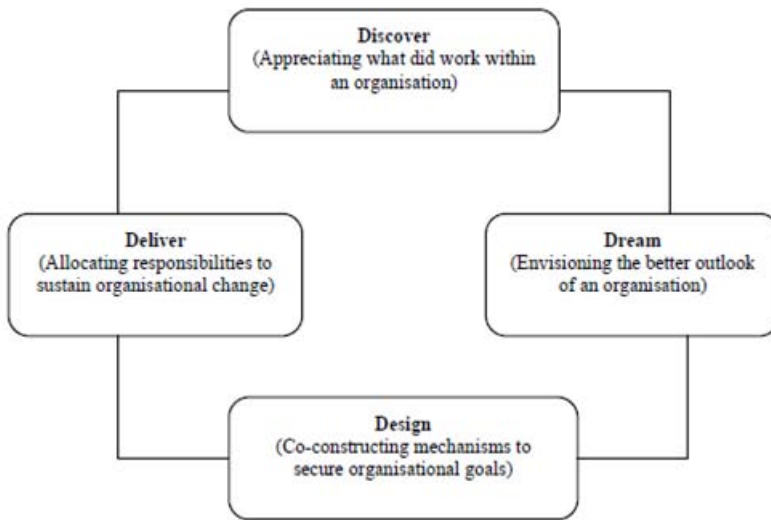 Discover
(Appreciating what did work within
an organisation)
Deliver
(Allocating responsibilities to
sustain organisational change)
Dream
(Envisioning the better outlook
of an organisation)
Design
(Co-constructing mechanisms to
secure organisational goals)